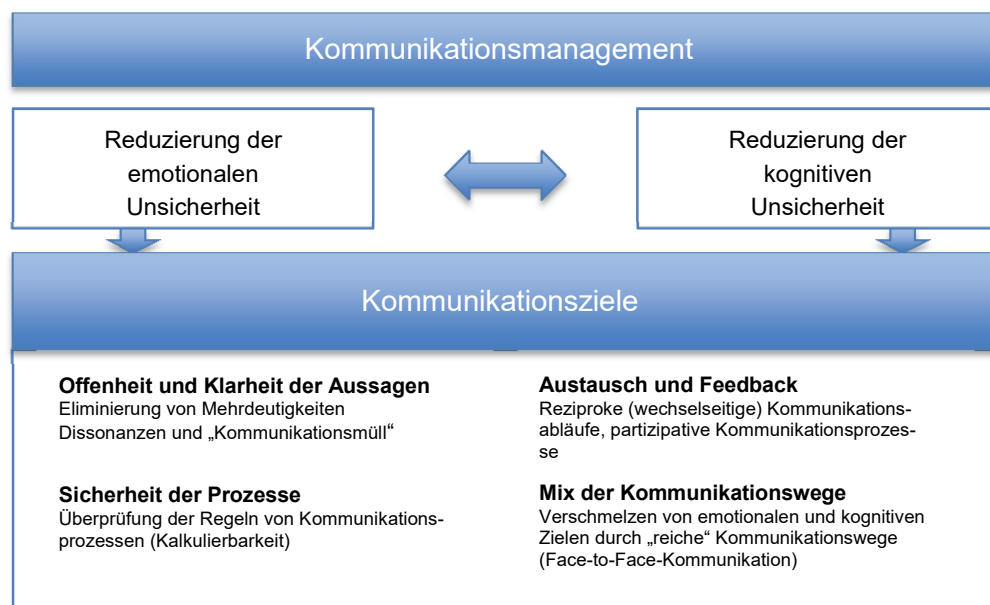 Kommunikationsmanagement
Reduzierung der
emotionalen
Unsicherheit
Reduzierung der
kognitiven
Unsicherheit
Kommunikationsziele
Offenheit und Klarheit der Aussagen
Eliminierung von Mehrdeutigkeiten
Dissonanzen und „Kommunikationsmüll“
Sicherheit der Prozesse
Überprüfung der Regeln von Kommunikations-
prozessen (Kalkulierbarkeit)
Austausch und Feedback
Reziproke (wechselseitige) Kommunikations-
abläufe, partizipative Kommunikationsprozes-
se
Mix der Kommunikationswege
Verschmelzen von emotionalen und kognitiven
Zielen durch „reiche“ Kommunikationswege
(Face-to-Face-Kommunikation)